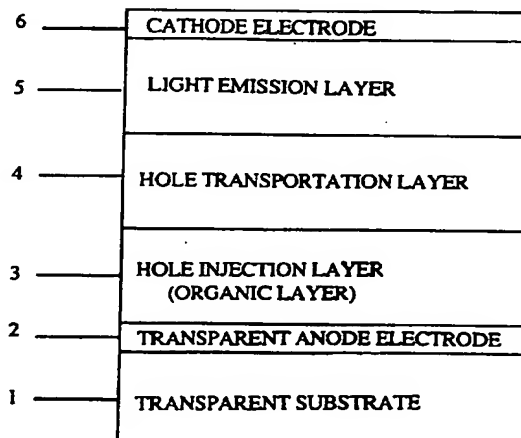 6 CATHODE ELECTRODE
5 LIGHT EMISSION LAYER
4 HOLE TRANSPORTATION LAYER
3 HOLE INJECTION LAYER
(ORGANIC LAYER)
2 TRANSPARENT ANODE ELECTRODE
1 TRANSPARENT SUBSTRATE